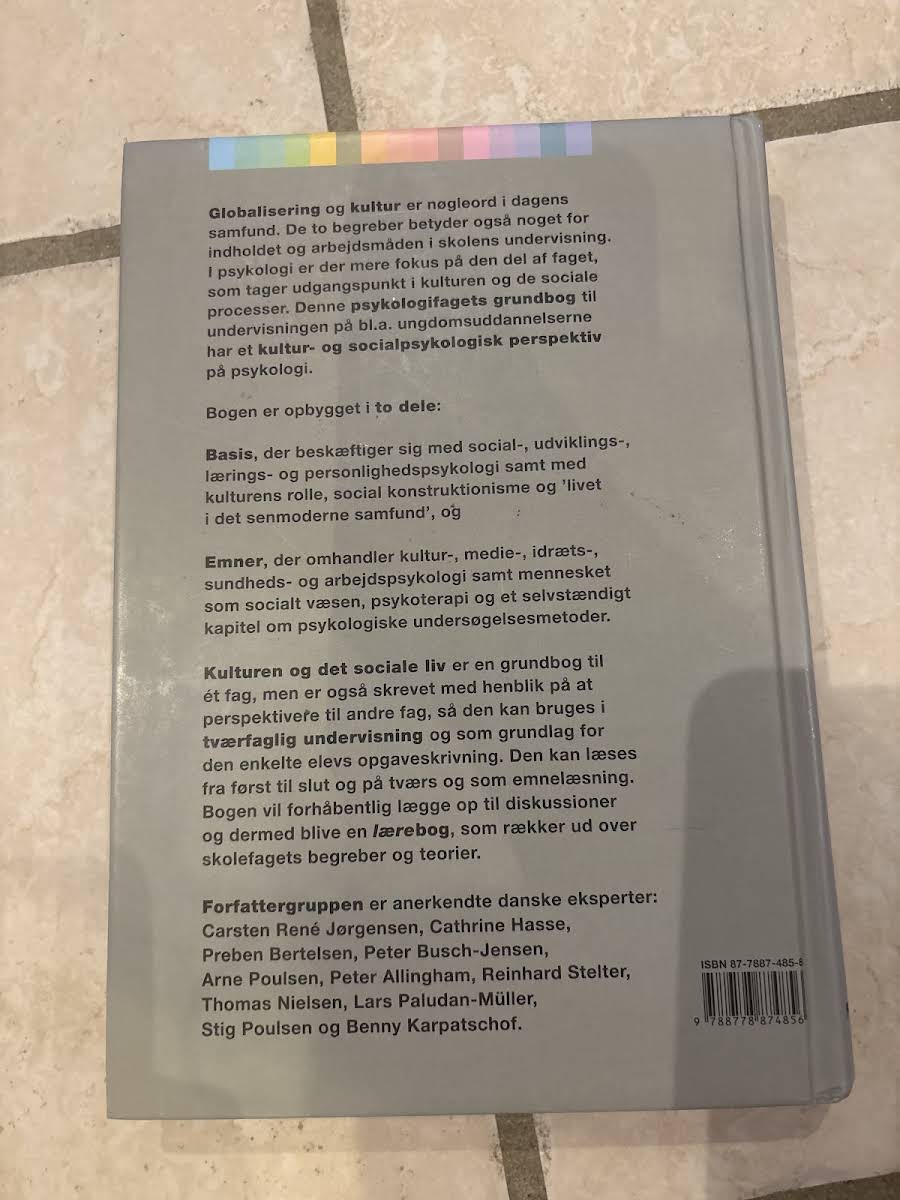 Globalisering og kultur er nøgleord i dagens
samfund. De to begreber betyder også noget for
indholdet og arbejdsmåden i skolens undervisning.
I psykologi er der mere fokus på den del af faget,
som tager udgangspunkt i kulturen og de sociale
processer. Denne psykologifagets grundbog til
undervisningen på bl.a. ungdomsuddannelserne
har et kultur- og socialpsykologisk perspektiv
på psykologi.
Bogen er opbygget i to dele:
Basis, der beskæftiger sig med social-, udviklings-,
lærings- og personlighedspsykologi samt med
kulturens rolle, social konstruktionisme og 'livet
i det senmoderne samfund', og
Emner, der omhandler kultur-, medie-, idræts-,
sundheds- og arbejdspsykologi samt mennesket
som socialt væsen, psykoterapi og et selvstændigt
kapitel om psykologiske undersøgelsesmetoder.
Kulturen og det sociale liv er en grundbog til
ét fag, men er også skrevet med henblik på at
perspektivere til andre fag, så den kan bruges i
tværfaglig undervisning og som grundlag for
den enkelte elevs opgaveskrivning. Den kan læses
fra først til slut og på tværs og som emnelæsning.
Bogen vil forhåbentlig lægge op til diskussioner
og dermed blive en lærebog, som rækker ud over
skolefagets begreber og teorier.
Forfattergruppen er anerkendte danske eksperter:
Carsten René Jørgensen, Cathrine Hasse,
Preben Bertelsen, Peter Busch-Jensen,
Arne Poulsen, Peter Allingham, Reinhard Stelter,
Thomas Nielsen, Lars Paludan-Müller,
Stig Poulsen og Benny Karpatschof.
ISBN 87-7887-485-8
9 788778 874856